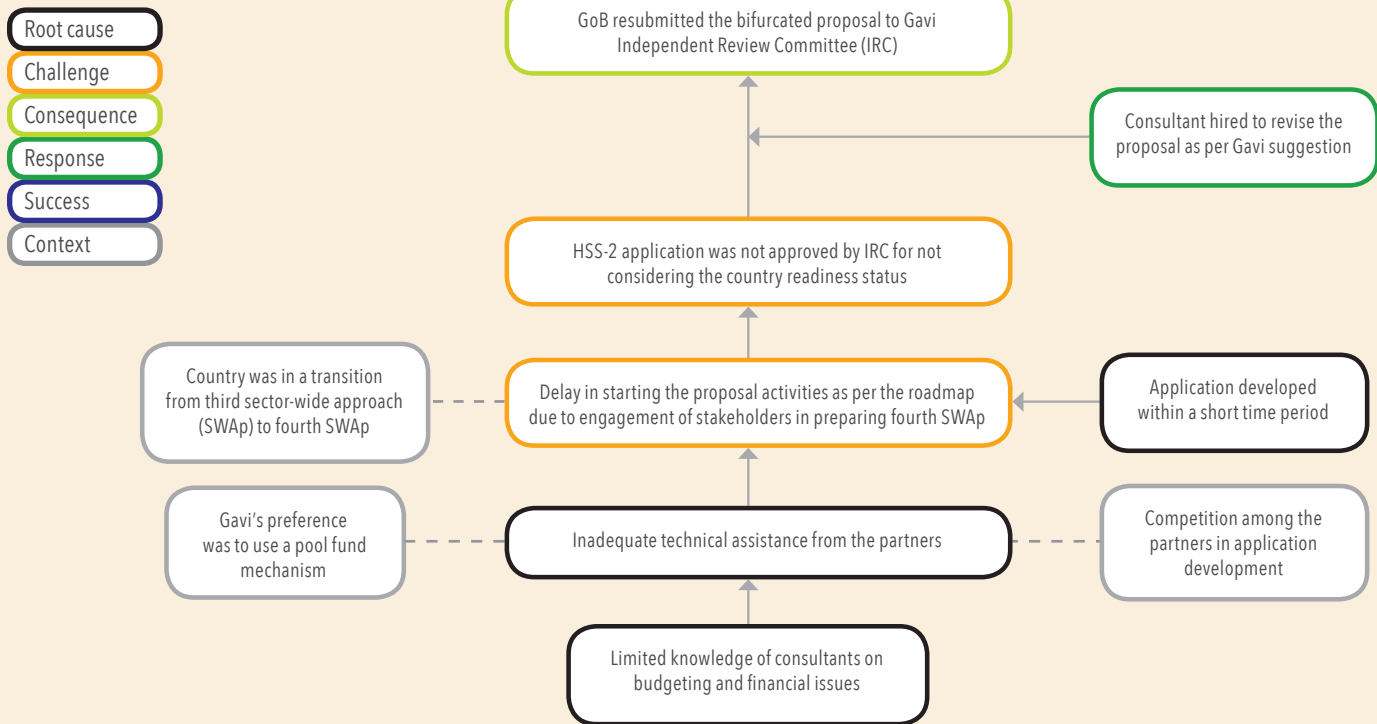 Root cause
Challenge
Consequence
Response
Success
Context
GoB resubmitted the bifurcated proposal to Gavi
Independent Review Committee (IRC)
Consultant hired to revise the
proposal as per Gavi suggestion
HSS-2 application was not approved by IRC for not
considering the country readiness status
Country was in a transition
from third sector-wide approach
(SWAp) to fourth SWAp
Delay in starting the proposal activities as per the roadmap
due to engagement of stakeholders in preparing fourth SWAp
Application developed
within a short time period
Gavi's preference
was to use a pool fund
mechanism
Inadequate technical assistance from the partners
Competition among the
partners in application
development
Limited knowledge of consultants on
budgeting and financial issues